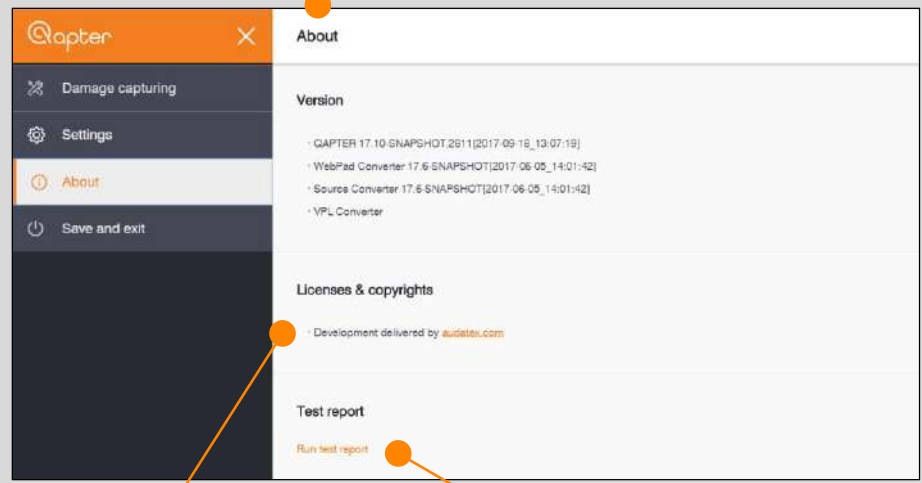 Qapter
About
Damage capturing
Settings
About
Save and exit
Version
· QAPTER 17.10-SNAPSHOT.2811[2017-09-18_13:07:19]
· WebPad Converter 17.6-SNAPSHOT[2017-06-05_14:01:42]
· Source Converter 17.6-SNAPSHOT[2017-06-05_14:01:42]
· VPL Converter
Licenses & copyrights
· Development delivered by audatex.com
Test report
Run test report